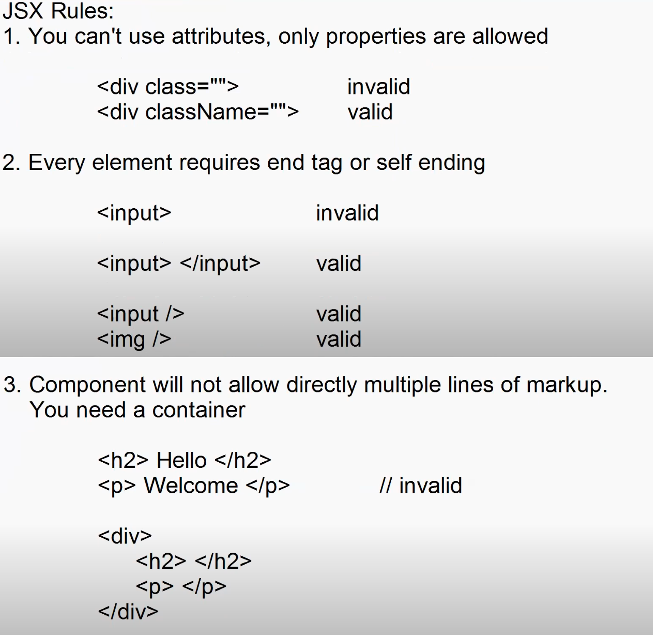 JSX Rules:
1. You can't use attributes, only properties are allowed
<div class=""> invalid
<div className=""> valid
2. Every element requires end tag or self ending
<input> invalid
<input> </input> valid
<input /> valid
<img /> valid
3. Component will not allow directly multiple lines of markup.
You need a container
<h2> Hello </h2>
<p> Welcome </p> // invalid
<div>
<h2> </h2>
<p> </p>
</div>